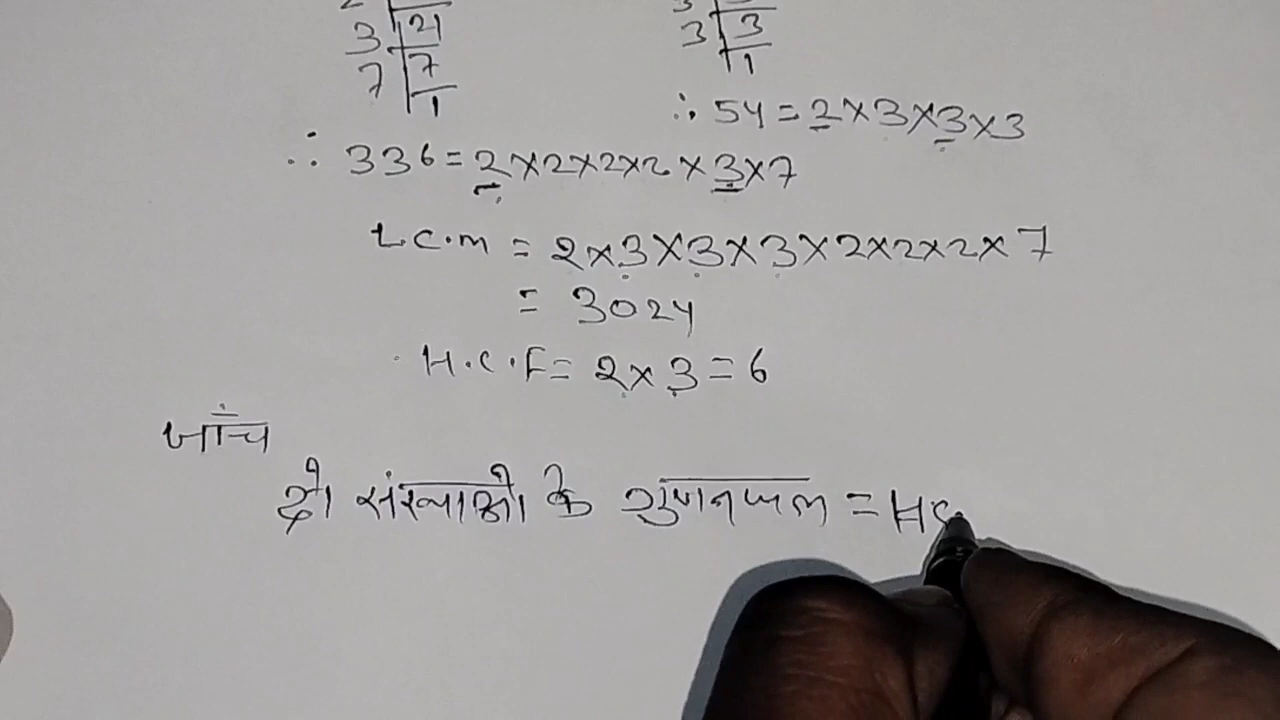 3 | 21
7 | 7
1
3 | 3
1
∴ 54 = 2×3×3×3
∴ 336 = 2×2×2×2×3×7
L.C.M = 2×3×3×3×2×2×2×7
= 3024
H.C.F = 2×3 = 6
जांच
दो संख्याओ के गुणनफल = HC